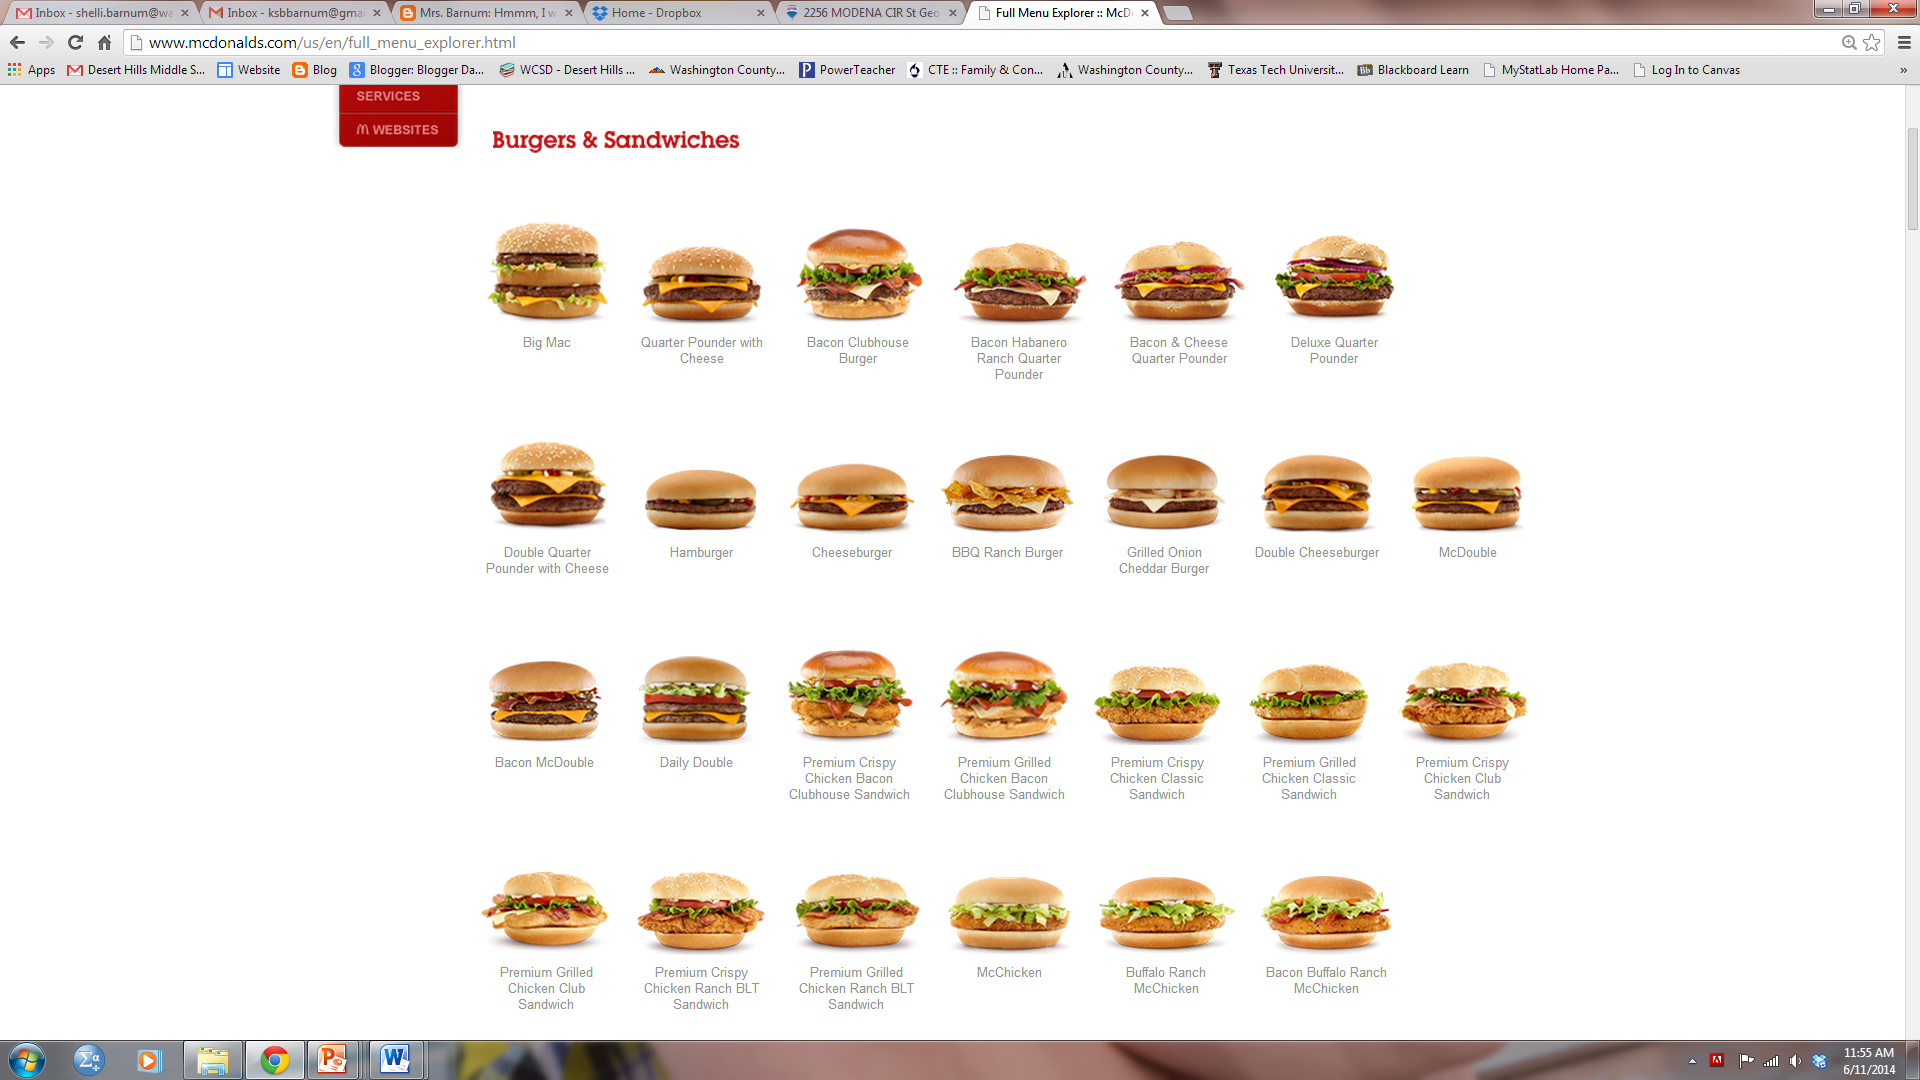 Inbox - shelli.barnum@wa
Inbox - ksbbarnum@gmai
Mrs. Barnum: Hmmm, I w
Home - Dropbox
2256 MODENA CIR St Geo
Full Menu Explorer :: McDo
www.mcdonalds.com/us/en/full_menu_explorer.html
Apps
Desert Hills Middle S...
Website
Blog
Blogger: Blogger Da...
WCSD - Desert Hills ...
Washington County...
PowerTeacher
CTE :: Family & Con...
Washington County...
Texas Tech Universit...
Bb Blackboard Learn
MyStatLab Home Pa...
Log In to Canvas
»
SERVICES
WEBSITES
Burgers & Sandwiches
Big Mac
Quarter Pounder with
Cheese
Bacon Clubhouse
Burger
Bacon Habanero
Ranch Quarter
Pounder
Bacon & Cheese
Quarter Pounder
Deluxe Quarter
Pounder
Double Quarter
Pounder with Cheese
Hamburger
Cheeseburger
BBQ Ranch Burger
Grilled Onion
Cheddar Burger
Double Cheeseburger
McDouble
Bacon McDouble
Daily Double
Premium Crispy
Chicken Bacon
Clubhouse Sandwich
Premium Grilled
Chicken Bacon
Clubhouse Sandwich
Premium Crispy
Chicken Classic
Sandwich
Premium Grilled
Chicken Classic
Sandwich
Premium Crispy
Chicken Club
Sandwich
Premium Grilled
Chicken Club
Sandwich
Premium Crispy
Chicken Ranch BLT
Sandwich
Premium Grilled
Chicken Ranch BLT
Sandwich
McChicken
Buffalo Ranch
McChicken
Bacon Buffalo Ranch
McChicken
11:55 AM
6/11/2014